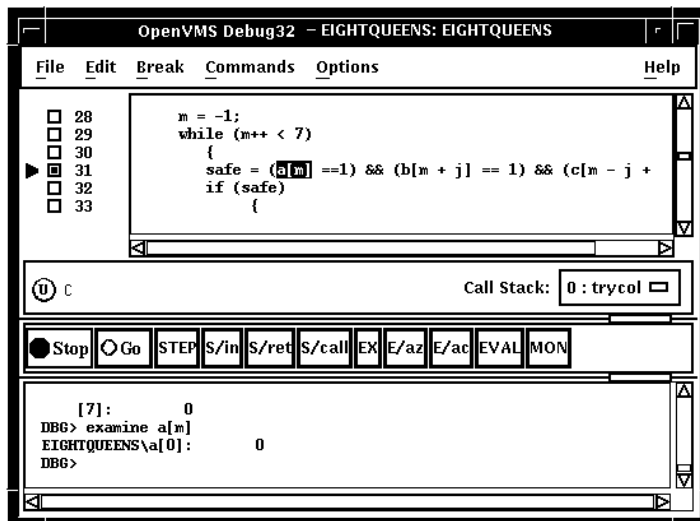 OpenVMS Debug32 - EIGHTQUEENS: EIGHTQUEENS
File Edit Break Commands Options Help
28 m = -1;
29 while (m++ < 7)
30 {
31 safe = (a[m] ==1) && (b[m + j] == 1) && (c[m - j +
32 if (safe)
33 {
U C Call Stack: 0 : trycol
Stop Go STEP S/in S/ret S/call EX E/az E/ac EVAL MON
[7]: 0
DBG> examine a[m]
EIGHTQUEENS\a[0]: 0
DBG>